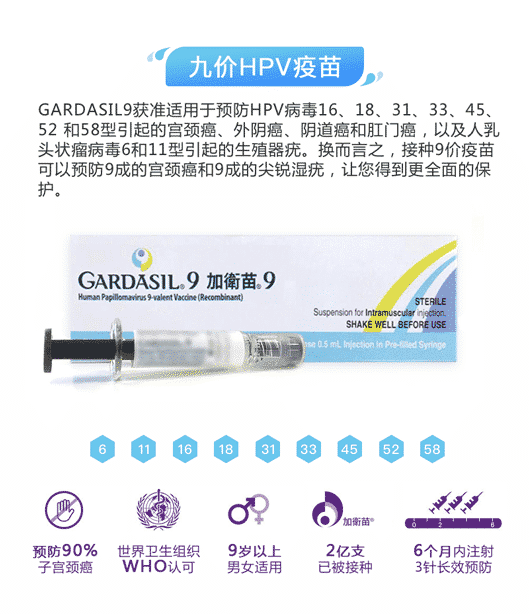 九价HPV疫苗
GARDASIL9获准适用于预防HPV病毒16、18、31、33、45、
52 和58型引起的宫颈癌、外阴癌、阴道癌和肛门癌，以及人乳
头状瘤病毒6和11型引起的生殖器疣。换而言之，接种9价疫苗
可以预防9成的宫颈癌和9成的尖锐湿疣，让您得到更全面的保
护。
GARDASIL®9 加衛苗®9
Human Papillomavirus 9-valent Vaccine (Recombinant)
STERILE
Suspension for Intramuscular injection.
SHAKE WELL BEFORE USE
0.5 mL Injection in Pre-filled Syringe
6 11 16 18 31 33 45 52 58
加衛苗®
0 2 6
预防90% 世界卫生组织 9岁以上 2亿支 6个月内注射
子宫颈癌 WHO认可 男女适用 已被接种 3针长效预防